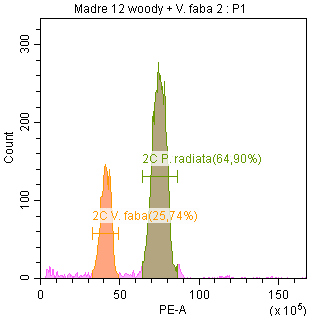 Madre 12 woody + V. faba 2 : P1
300
200
100
0
Count
2C P. radiata(64,90%)
2C V. faba(25,74%)
0 50 100 150
PE-A (x 10⁵)